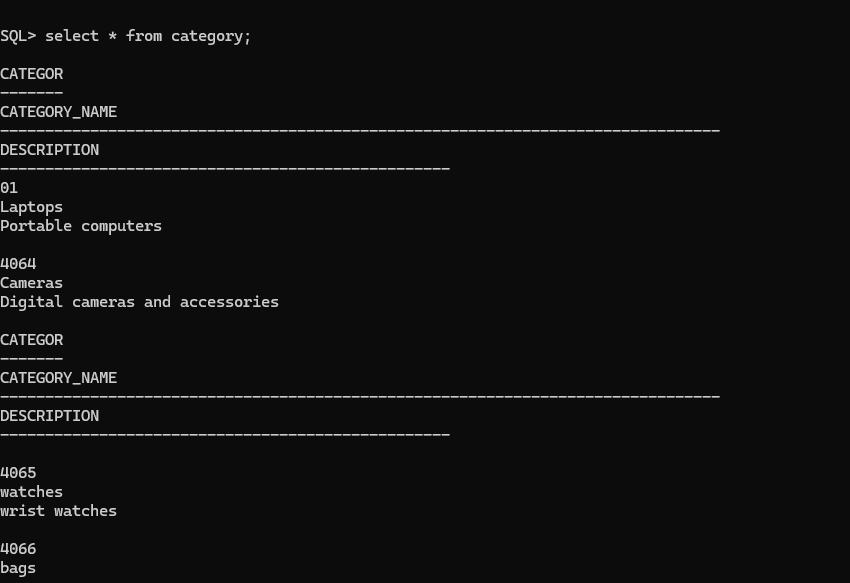 SQL> select * from category;
CATEGOR
-------
CATEGORY_NAME
--------------------------------------------------------------------------------
DESCRIPTION
--------------------------------------------------
01
Laptops
Portable computers
4064
Cameras
Digital cameras and accessories
CATEGOR
-------
CATEGORY_NAME
--------------------------------------------------------------------------------
DESCRIPTION
--------------------------------------------------
4065
watches
wrist watches
4066
bags